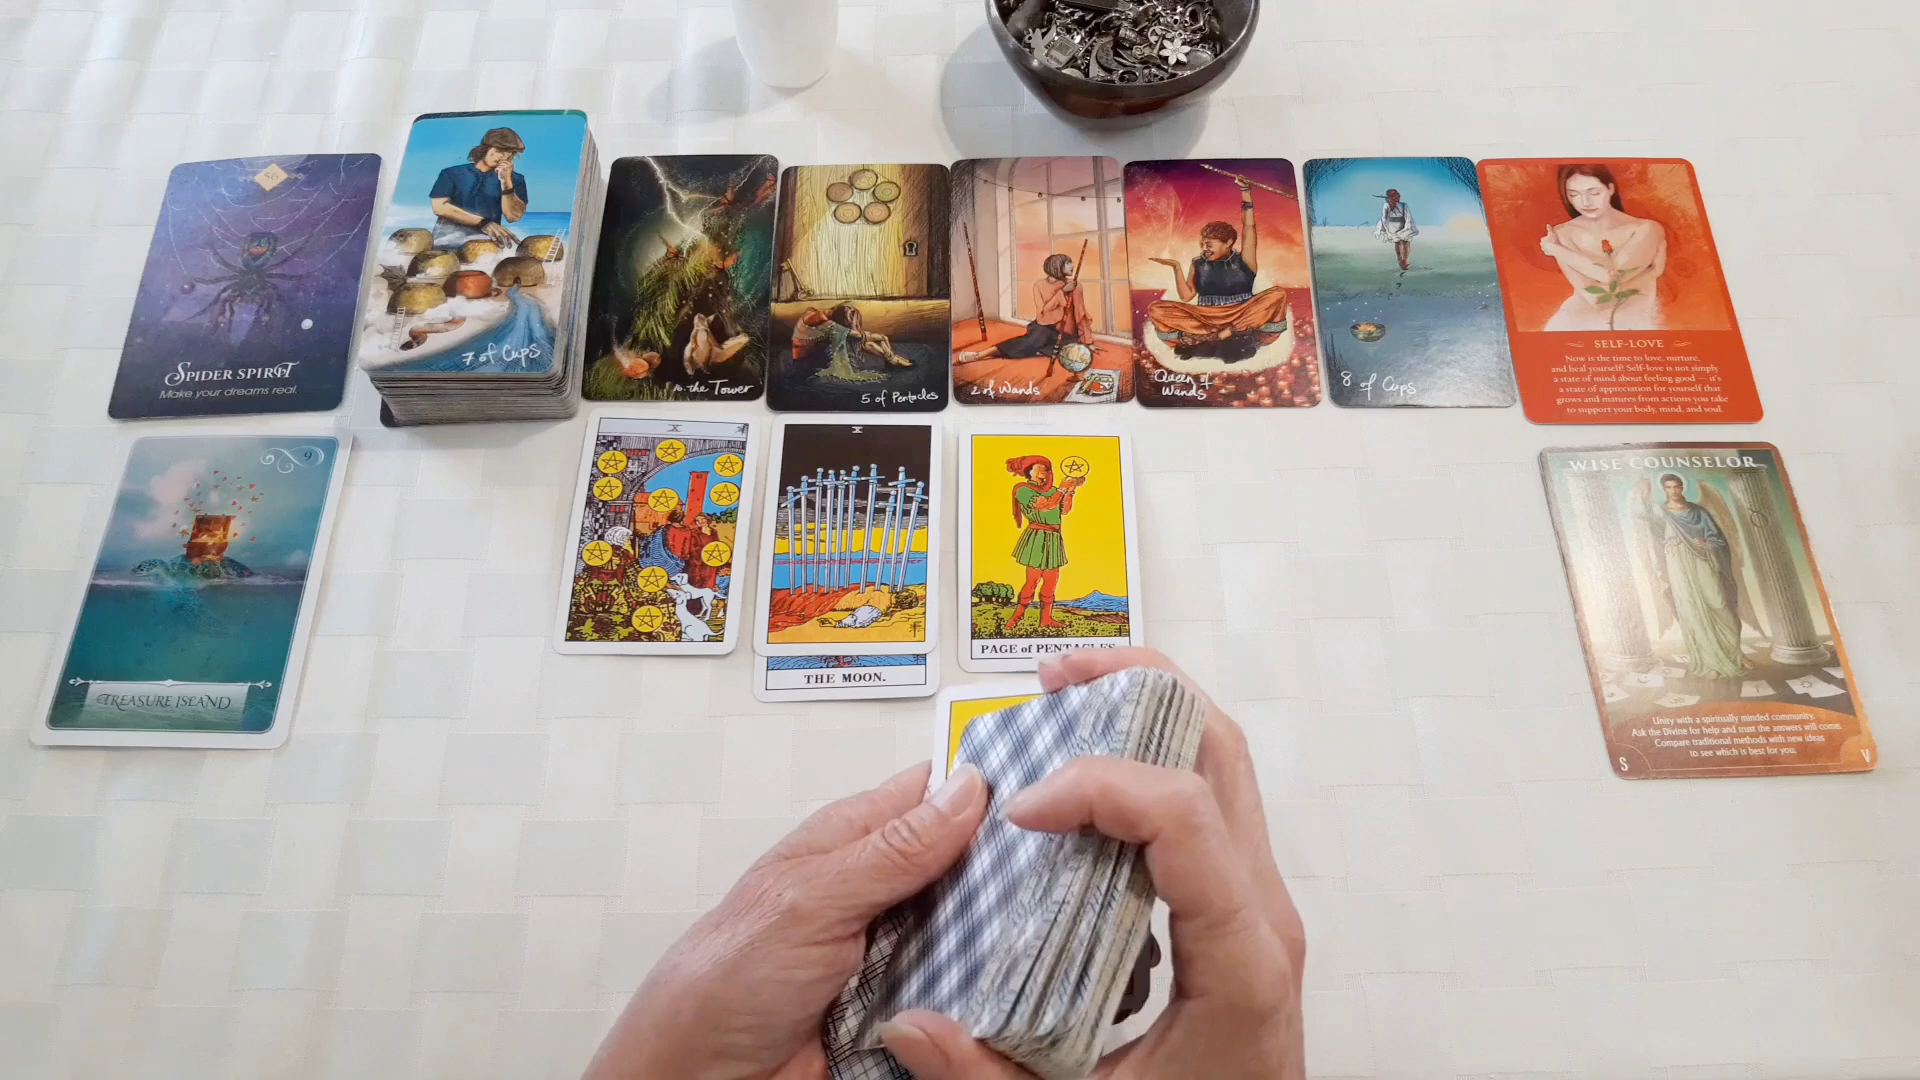 56
SPIDER SPIRIT
Make your dreams real.
7 of Cups
16. the Tower
5 of Pentacles
2 of Wands
Queen of
Wands
8 of Cups
SELF-LOVE
Now is the time to love, nurture,
and heal yourself! Self-love is not simply
a state of mind about feeling good — it's
a state of appreciation for yourself that
grows and matures from actions you take
to support your body, mind, and soul.
9
TREASURE ISLAND
X
X
THE MOON.
PAGE of PENTACLES
WISE COUNSELOR
Unity with a spiritually minded community.
Ask the Divine for help and trust the answers will come.
Compare traditional methods with new ideas
to see which is best for you.
S
V